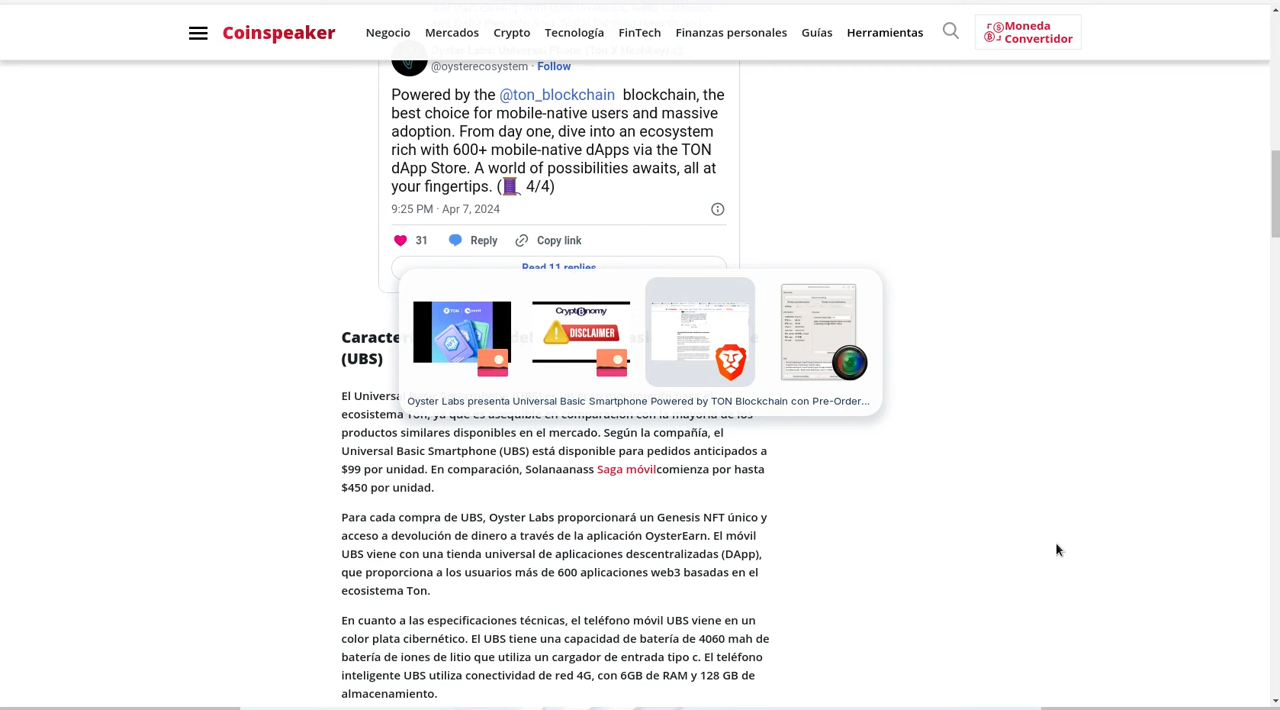 Coinspeaker
Negocio Mercados Crypto Tecnología FinTech Finanzas personales Guías Herramientas
Moneda
Convertidor
@oysterecosystem · Follow
Powered by the @ton_blockchain blockchain, the
best choice for mobile-native users and massive
adoption. From day one, dive into an ecosystem
rich with 600+ mobile-native dApps via the TON
dApp Store. A world of possibilities awaits, all at
your fingertips. (🧵 4/4)
9:25 PM · Apr 7, 2024
31 Reply Copy link
Read 11 replies
TON
CryptOnomy
DISCLAIMER
Oyster Labs presenta Universal Basic Smartphone Powered by TON Blockchain con Pre-Order...
(UBS)
El Universa
ecosistema Ton, ya que es asequible en comparación con la mayoría de los
productos similares disponibles en el mercado. Según la compañía, el
Universal Basic Smartphone (UBS) está disponible para pedidos anticipados a
$99 por unidad. En comparación, Solanaanass Saga móvilcomienza por hasta
$450 por unidad.
Para cada compra de UBS, Oyster Labs proporcionará un Genesis NFT único y
acceso a devolución de dinero a través de la aplicación OysterEarn. El móvil
UBS viene con una tienda universal de aplicaciones descentralizadas (DApp),
que proporciona a los usuarios más de 600 aplicaciones web3 basadas en el
ecosistema Ton.
En cuanto a las especificaciones técnicas, el teléfono móvil UBS viene en un
color plata cibernético. El UBS tiene una capacidad de batería de 4060 mah de
batería de iones de litio que utiliza un cargador de entrada tipo c. El teléfono
inteligente UBS utiliza conectividad de red 4G, con 6GB de RAM y 128 GB de
almacenamiento.